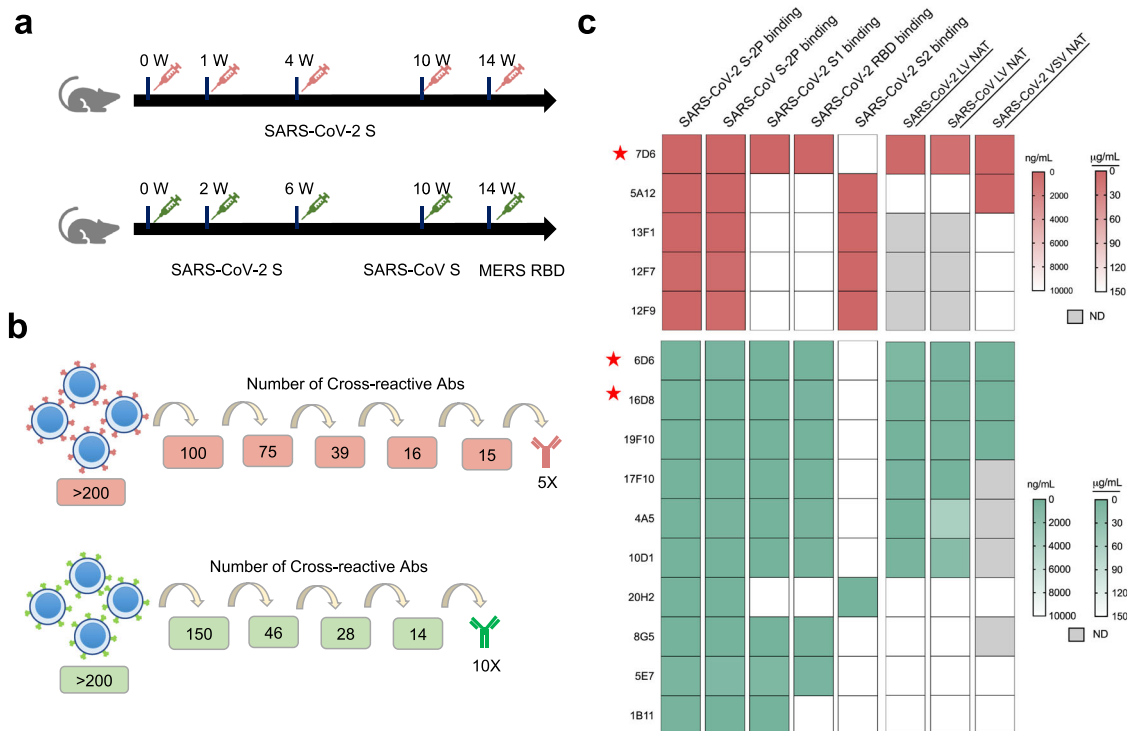 a
0 W 1 W 4 W 10 W 14 W
SARS-CoV-2 S
0 W 2 W 6 W 10 W 14 W
SARS-CoV-2 S SARS-CoV S MERS RBD
b
Number of Cross-reactive Abs
100 75 39 16 15
>200
5X
Number of Cross-reactive Abs
150 46 28 14
>200
10X
c
SARS-CoV-2 S-2P binding
SARS-CoV S-2P binding
SARS-CoV-2 S1 binding
SARS-CoV-2 RBD binding
SARS-CoV-2 S2 binding
SARS-CoV-2 LV NAT
SARS-CoV LV NAT
SARS-CoV-2 VSV NAT
7D6
5A12
13F1
12F7
12F9
ng/mL µg/mL
0 0
2000 30
4000 60
6000 90
8000 120
10000 150
ND
6D6
16D8
19F10
17F10
4A5
10D1
20H2
8G5
5E7
1B11
ng/mL µg/mL
0 0
2000 30
4000 60
6000 90
8000 120
10000 150
ND